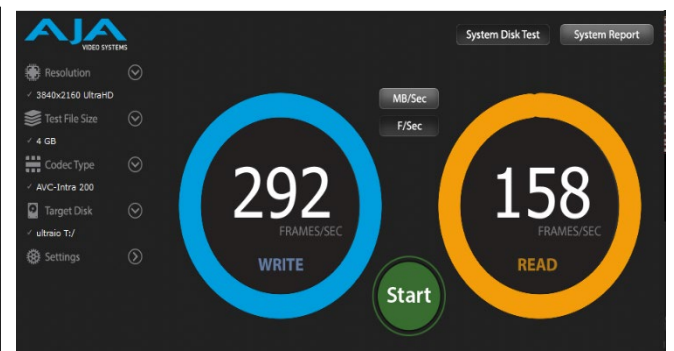 AJA
VIDEO SYSTEMS
System Disk Test
System Report
Resolution
✓ 3840x2160 UltraHD
Test File Size
✓ 4 GB
Codec Type
✓ AVC-Intra 200
Target Disk
✓ ultraio T:/
Settings
MB/Sec
F/Sec
292
FRAMES/SEC
WRITE
158
FRAMES/SEC
READ
Start